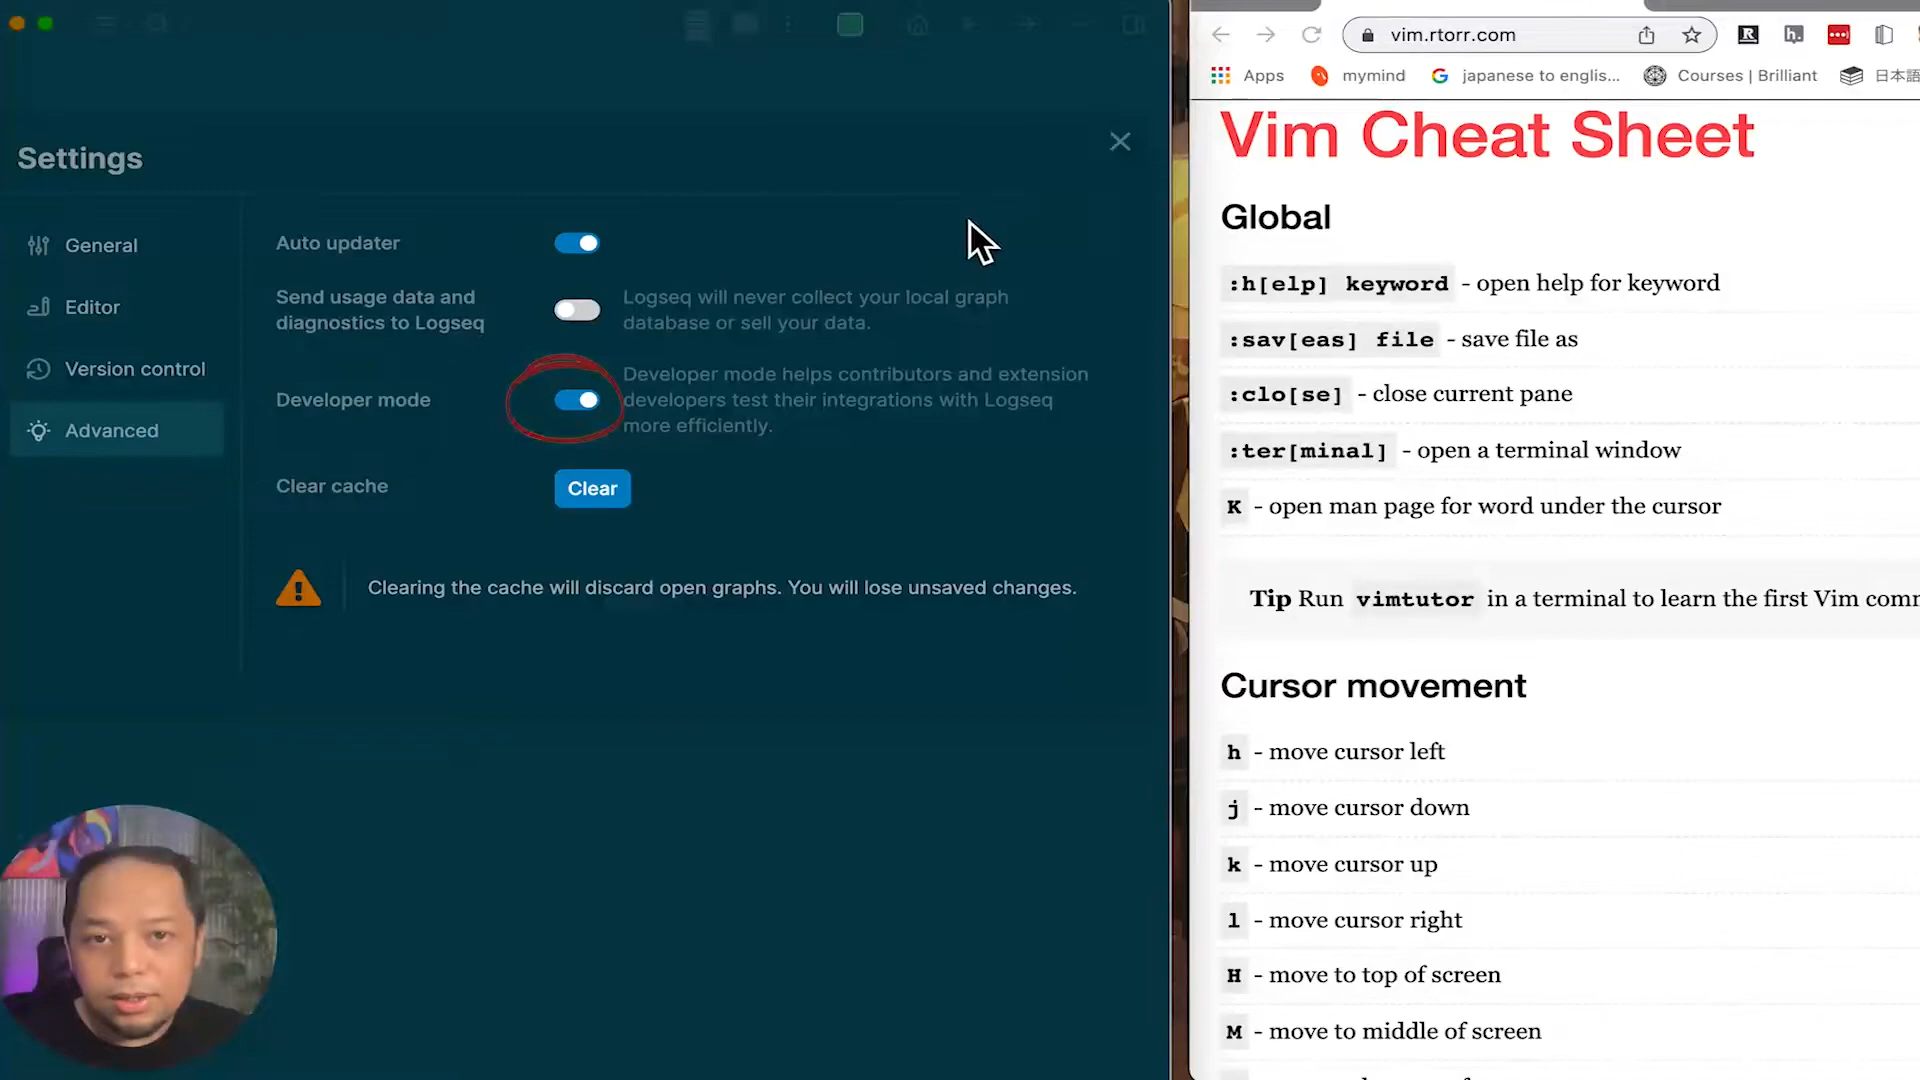 Settings
General
Editor
Version control
Advanced
Auto updater
Send usage data and
diagnostics to Logseq
Logseq will never collect your local graph
database or sell your data.
Developer mode
Developer mode helps contributors and extension
developers test their integrations with Logseq
more efficiently.
Clear cache
Clear
Clearing the cache will discard open graphs. You will lose unsaved changes.
vim.rtorr.com
Apps
mymind
japanese to englis...
Courses | Brilliant
日本語
Vim Cheat Sheet
Global
:h[elp] keyword - open help for keyword
:sav[eas] file - save file as
:clo[se] - close current pane
:ter[minal] - open a terminal window
K - open man page for word under the cursor
Tip Run vimtutor in a terminal to learn the first Vim
Cursor movement
h - move cursor left
j - move cursor down
k - move cursor up
l - move cursor right
H - move to top of screen
M - move to middle of screen